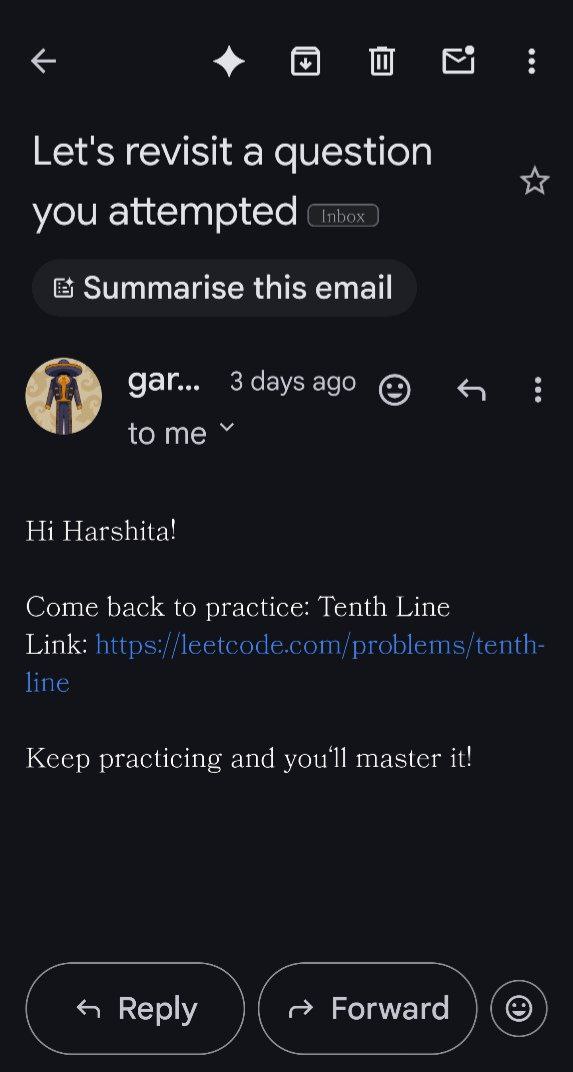 Let's revisit a question
you attempted Inbox
Summarise this email
gar... 3 days ago
to me
Hi Harshita!
Come back to practice: Tenth Line
Link: https://leetcode.com/problems/tenth-
line
Keep practicing and you‘ll master it!
Reply Forward